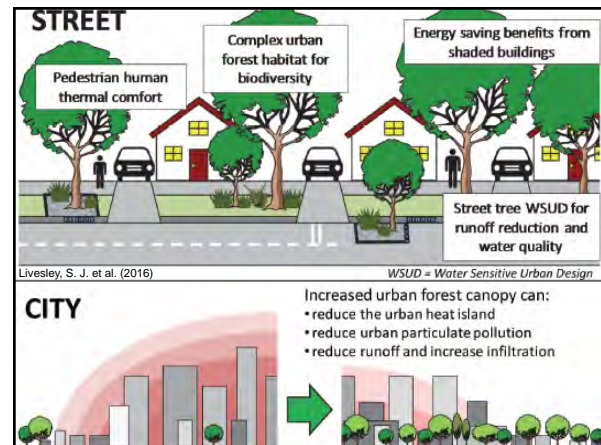 STREET
Complex urban
forest habitat for
biodiversity
Energy saving benefits from
shaded buildings
Pedestrian human
thermal comfort
Street tree WSUD for
runoff reduction and
water quality
Livesley, S. J. et al. (2016)
WSUD = Water Sensitive Urban Design
CITY
Increased urban forest canopy can:
•reduce the urban heat island
•reduce urban particulate pollution
•reduce runoff and increase infiltration